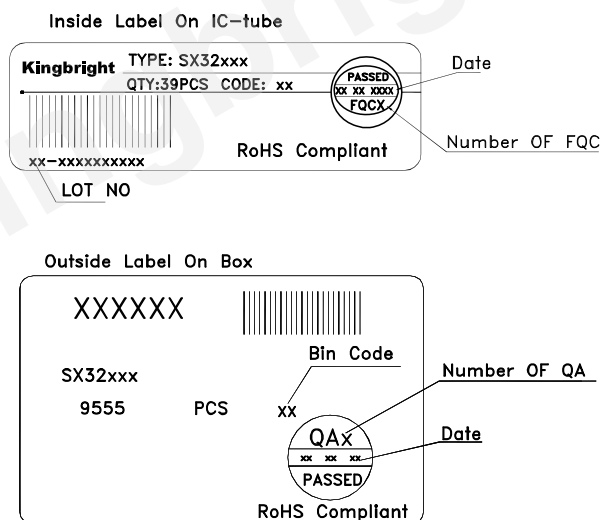 Inside Label On IC-tube
Kingbright
TYPE: SX32xxx
QTY:39PCS CODE: xx
PASSED
xx xx xxxx
FQCX
Date
Number OF FQC
RoHS Compliant
xx-xxxxxxxxxx
LOT NO
Outside Label On Box
XXXXXX
Bin Code
SX32xxx
9555 PCS xx
Number OF QA
QAx
Date
xx xx xx
PASSED
RoHS Compliant